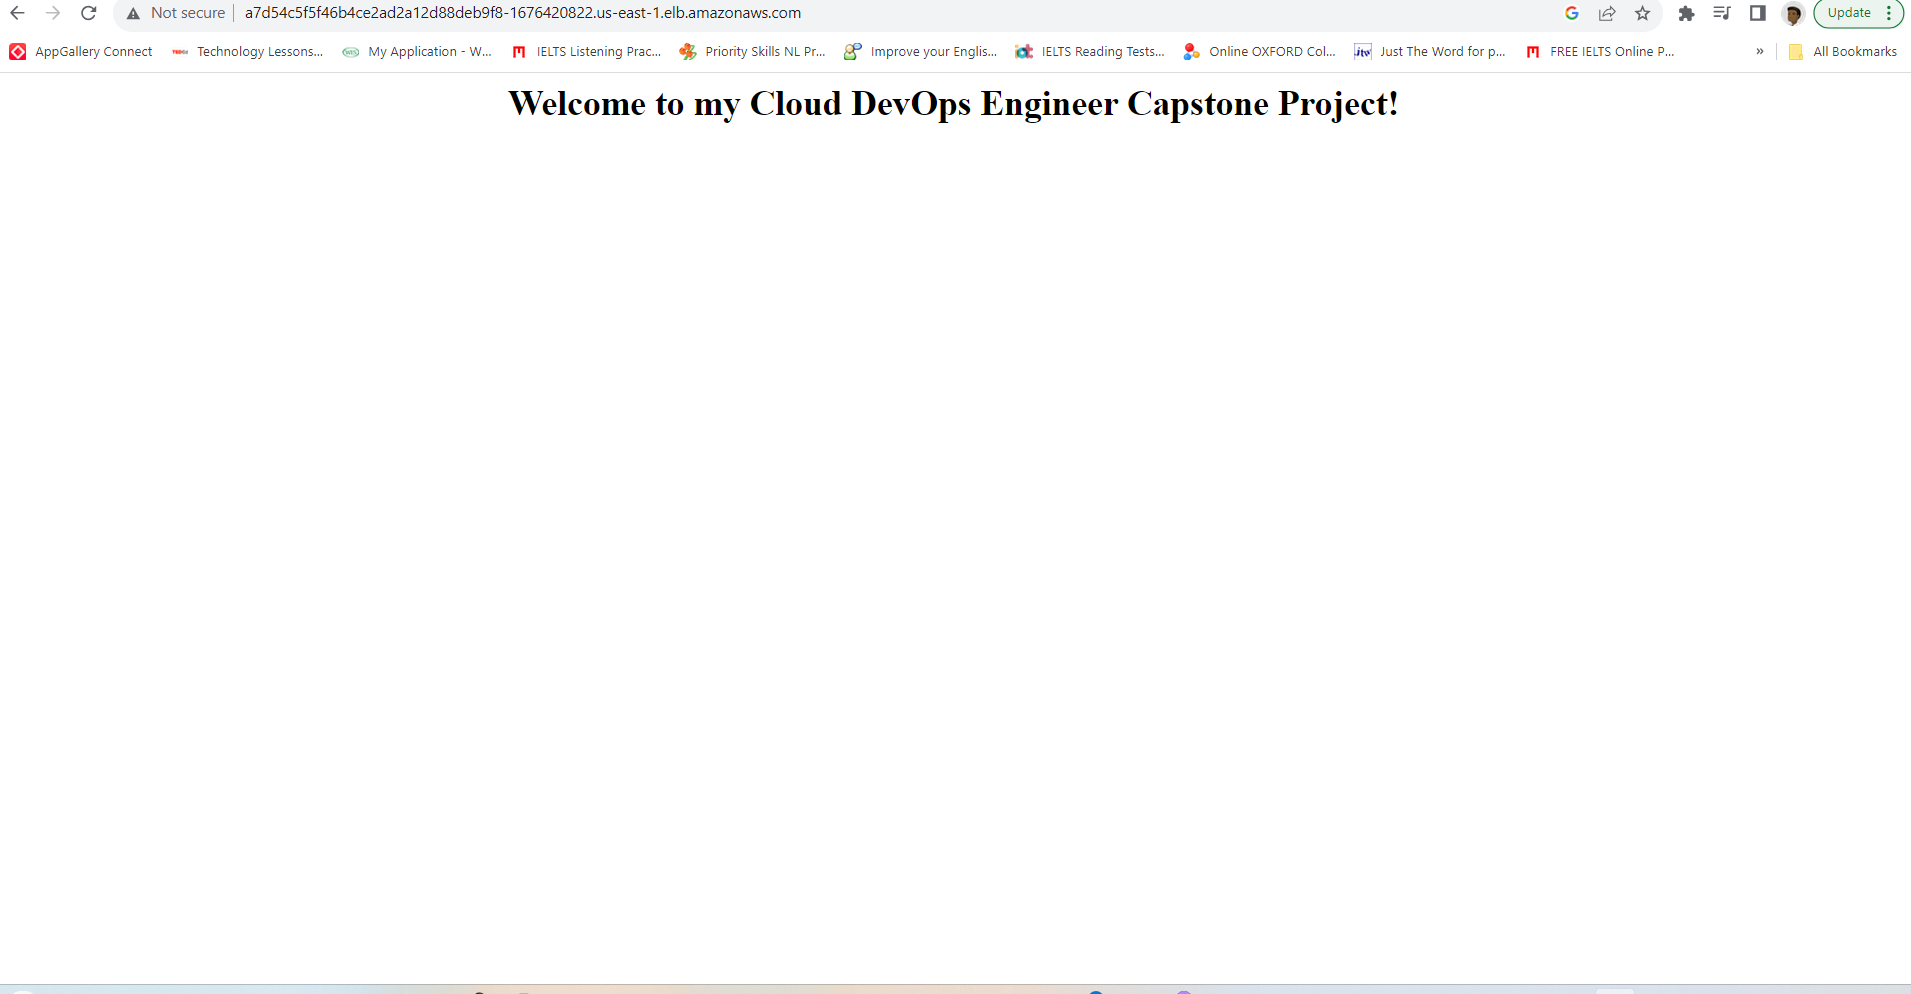 Not secure a7d54c5f5f46b4ce2ad2a12d88deb9f8-1676420822.us-east-1.elb.amazonaws.com Update
AppGallery Connect Technology Lessons... My Application - W... IELTS Listening Prac... Priority Skills NL Pr... Improve your Englis... IELTS Reading Tests... Online OXFORD Col... Just The Word for p... FREE IELTS Online P... » All Bookmarks
Welcome to my Cloud DevOps Engineer Capstone Project!